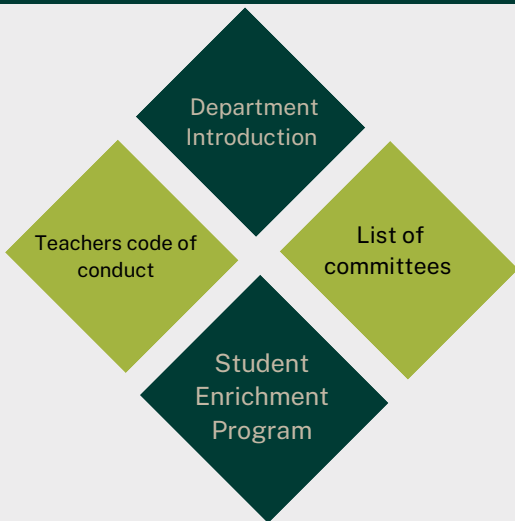 Department
Introduction
Teachers code of
conduct
List of
committees
Student
Enrichment
Program